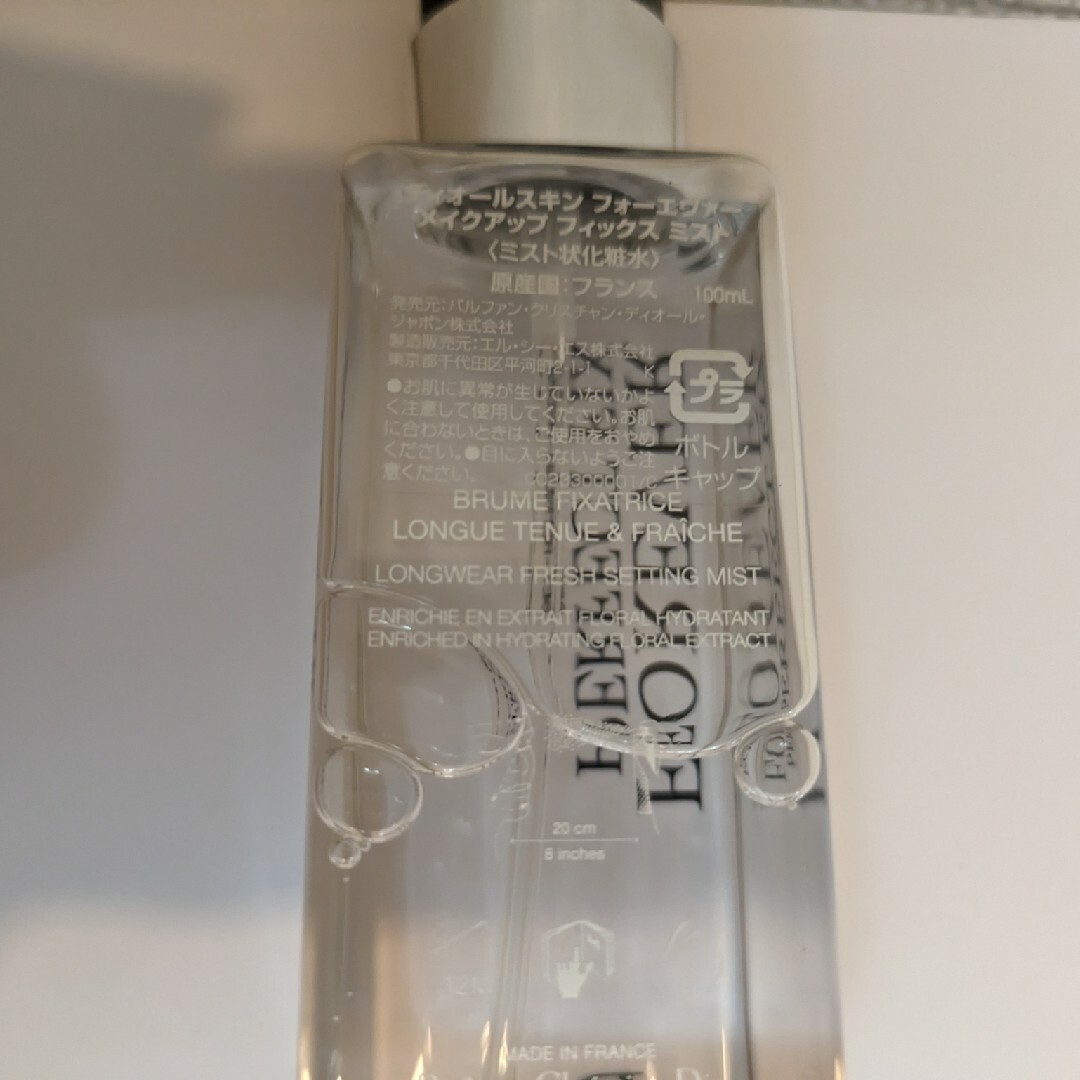 ディオールスキン フォーエヴァー
メイクアップ フィックス ミスト
〈ミスト状化粧水〉
原産国：フランス 100mL
発売元：パルファン・クリスチャン・ディオール・
ジャポン株式会社
製造販売元：エル・シー・エス株式会社
東京都千代田区平河町2-1-1 K
●お肌に異常が生じていないかよ
く注意して使用してください。お肌
に合わないときは、ご使用をおやめ
ください。●目に入らないようご注
意ください。
プラ
ボトル
キャップ
BRUME FIXATRICE
LONGUE TENUE & FRAÎCHE
LONGWEAR FRESH SETTING MIST
ENRICHIE EN EXTRAIT FLORAL HYDRATANT
ENRICHED IN HYDRATING FLORAL EXTRACT
20 cm
8 inches
MADE IN FRANCE